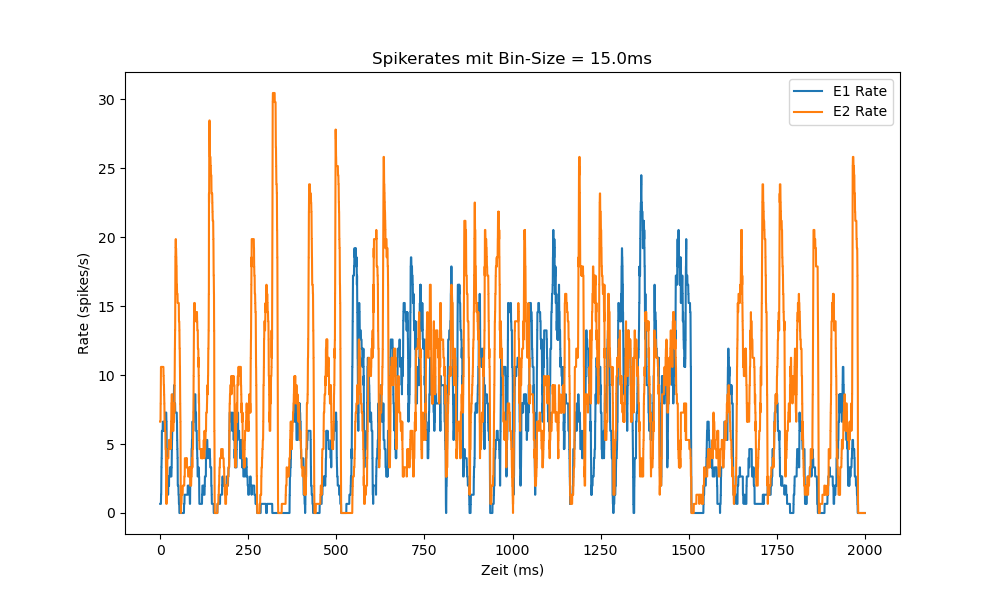 Spikerates mit Bin-Size = 15.0ms
E1 Rate
E2 Rate
30
25
20
15
10
5
0
Rate (spikes/s)
0 250 500 750 1000 1250 1500 1750 2000
Zeit (ms)